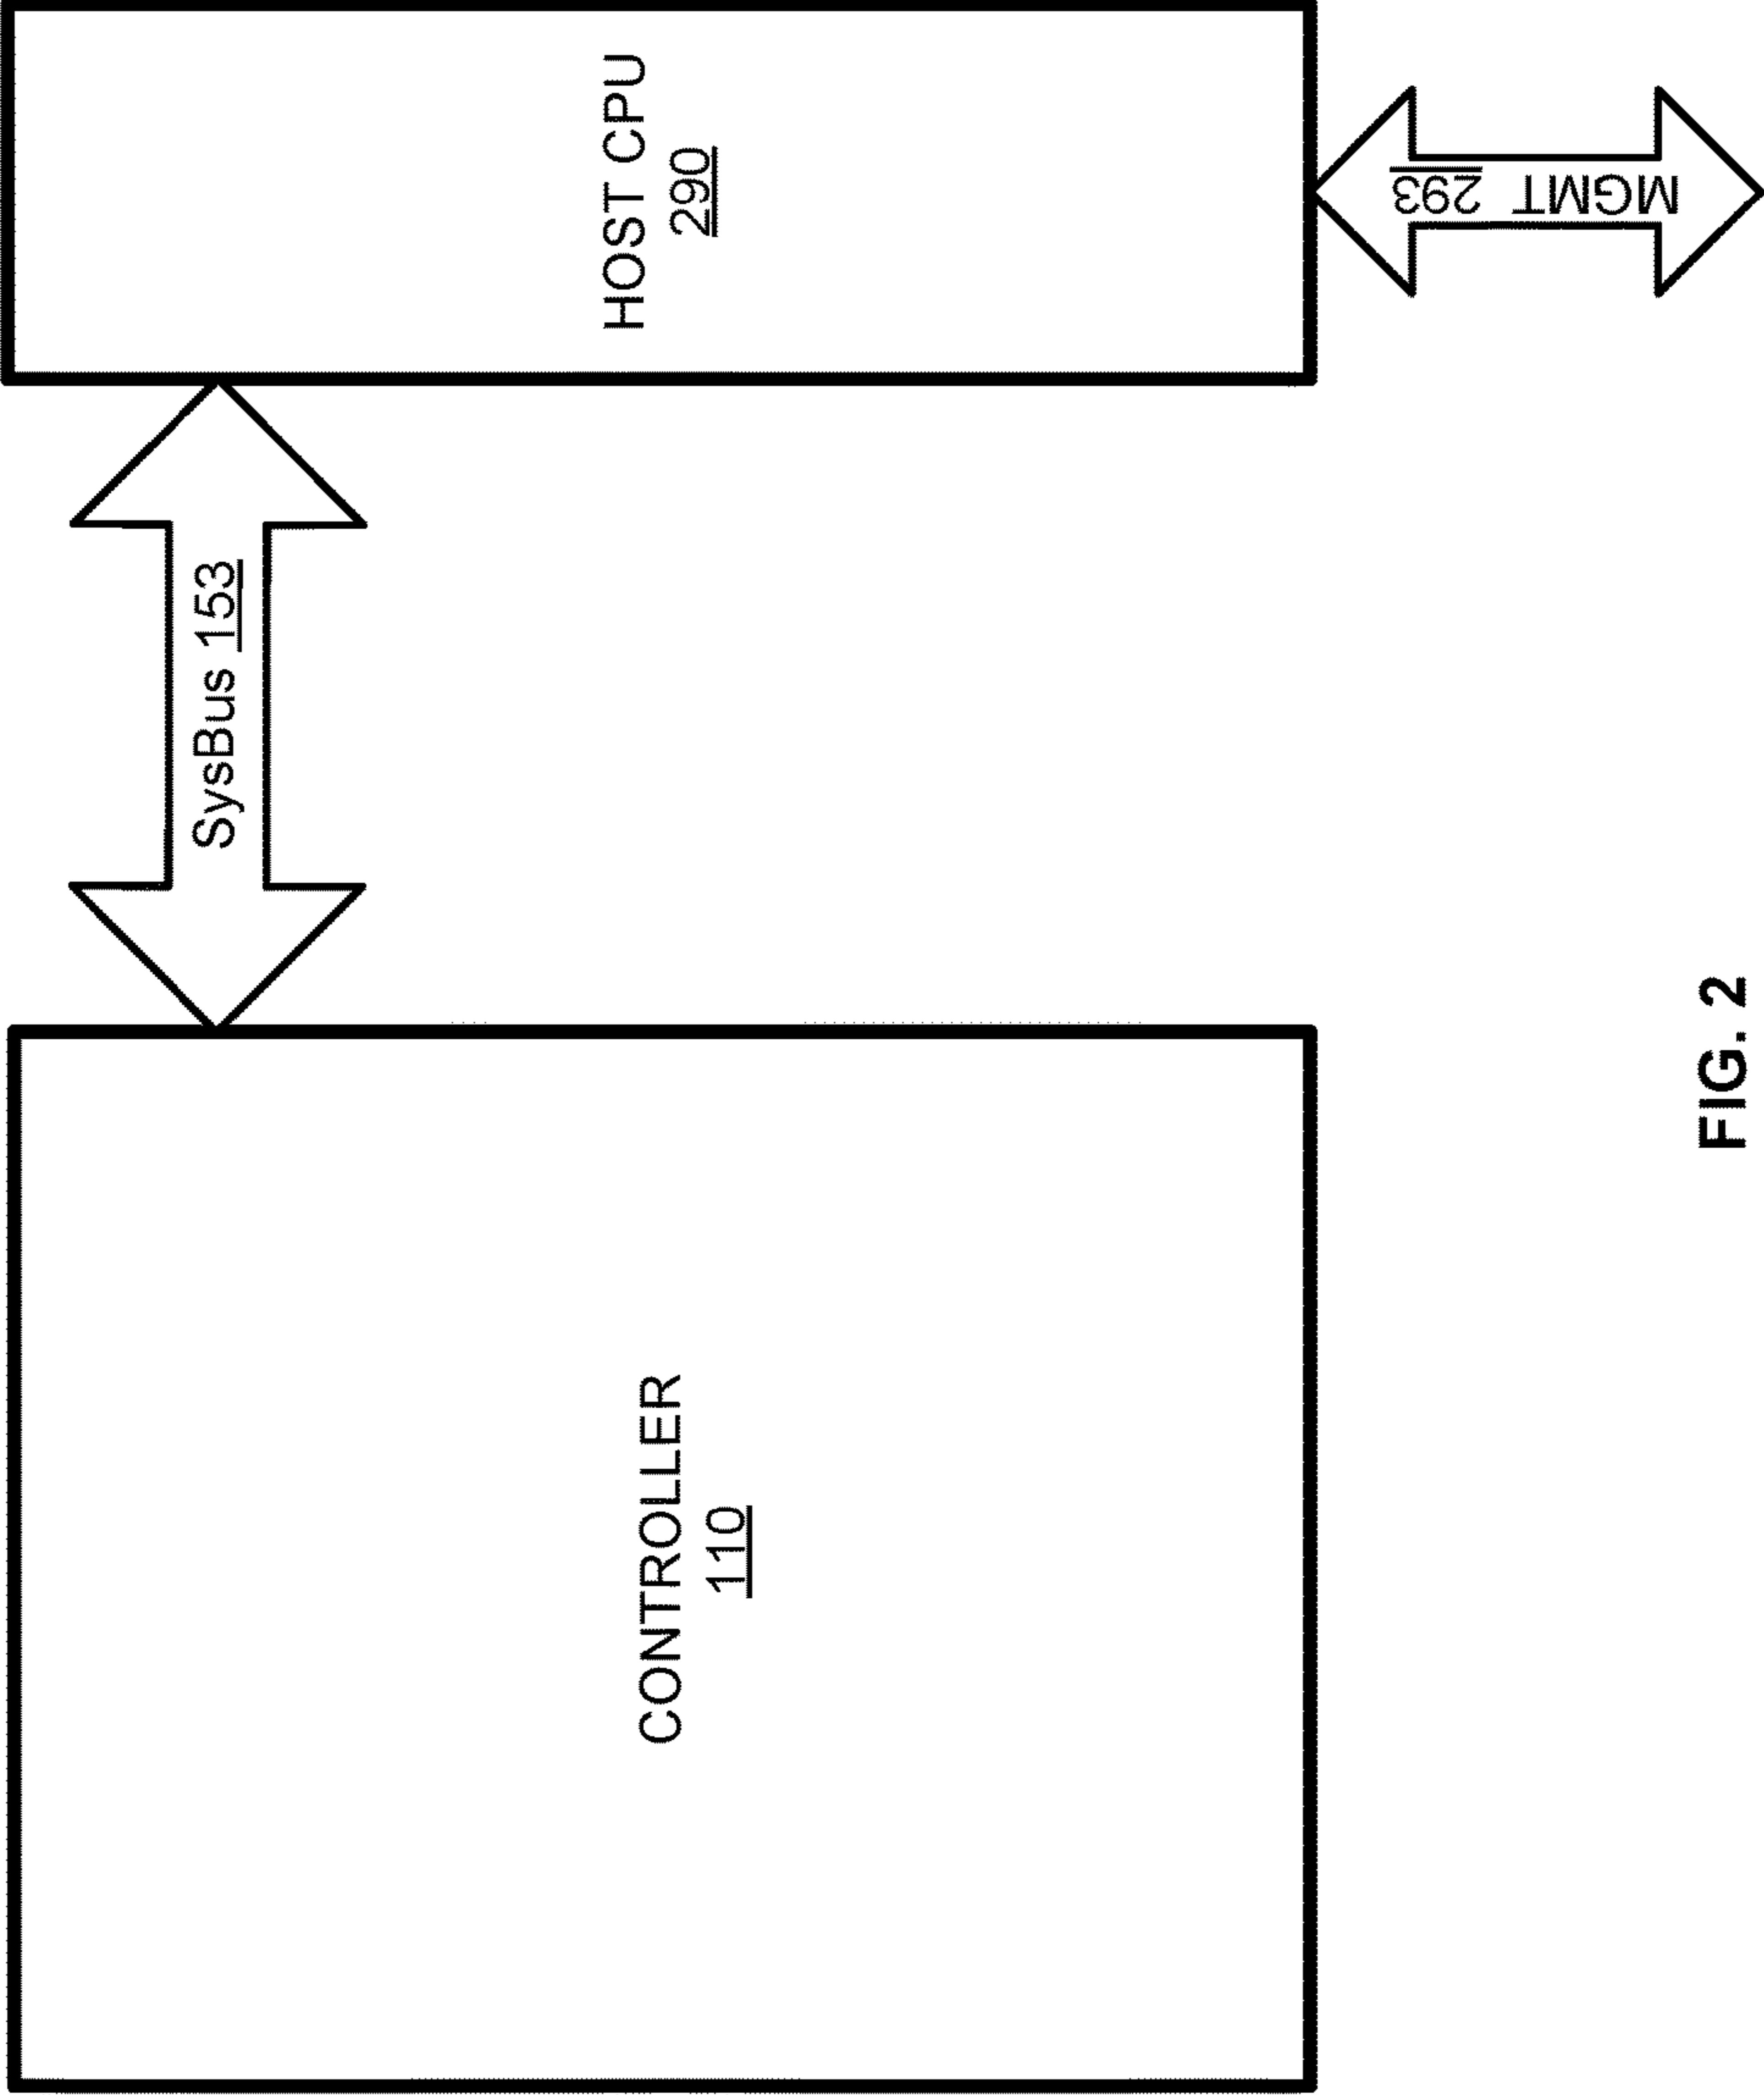 CONTROLLER
110
SysBus 153
HOST CPU
290
MGMT 293
FIG. 2